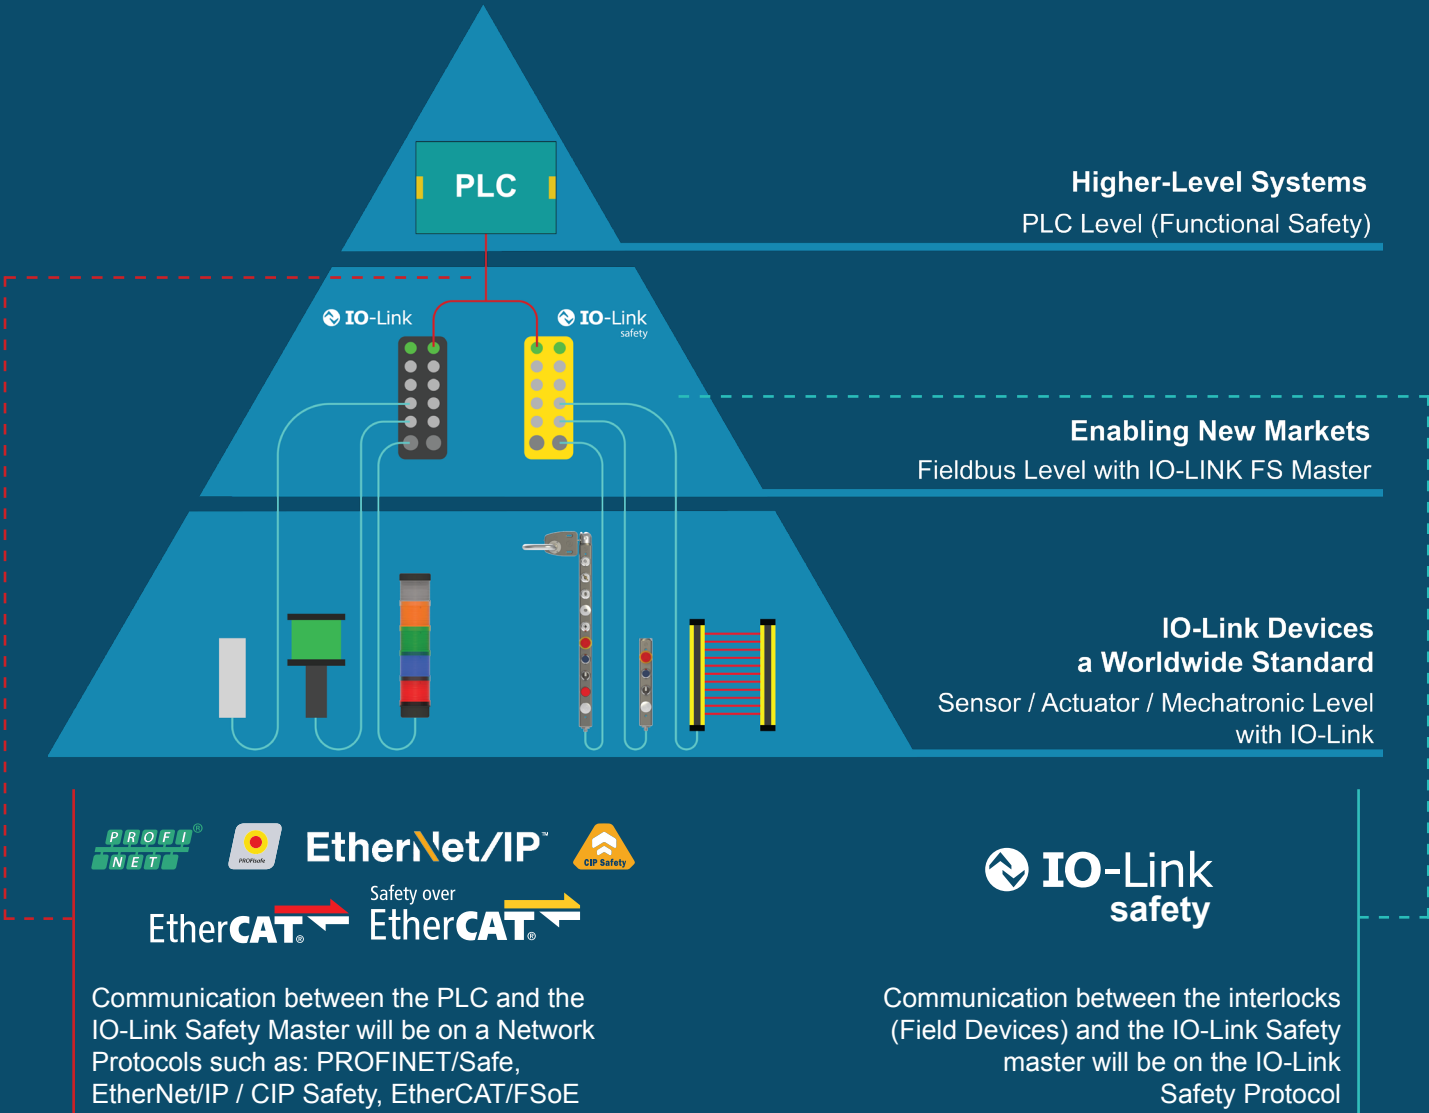 PLC
Higher-Level Systems
PLC Level (Functional Safety)
IO-Link
IO-Link
safety
Enabling New Markets
Fieldbus Level with IO-LINK FS Master
IO-Link Devices
a Worldwide Standard
Sensor / Actuator / Mechatronic Level
with IO-Link
PROFI®
NET
PROFIsafe
EtherNet/IP™
CIP Safety
EtherCAT®
Safety over
EtherCAT®
Communication between the PLC and the
IO-Link Safety Master will be on a Network
Protocols such as: PROFINET/Safe,
EtherNet/IP / CIP Safety, EtherCAT/FSoE
IO-Link
safety
Communication between the interlocks
(Field Devices) and the IO-Link Safety
master will be on the IO-Link
Safety Protocol